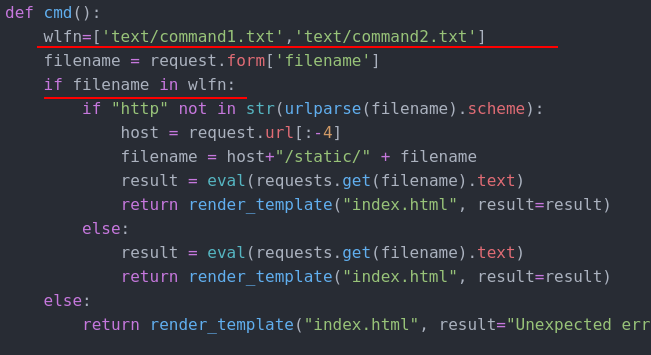 def cmd():
    wlfn=['text/command1.txt','text/command2.txt']
    filename = request.form['filename']
    if filename in wlfn:
        if "http" not in str(urlparse(filename).scheme):
            host = request.url[:-4]
            filename = host+"/static/" + filename
            result = eval(requests.get(filename).text)
            return render_template("index.html", result=result)
        else:
            result = eval(requests.get(filename).text)
            return render_template("index.html", result=result)
    else:
        return render_template("index.html", result="Unexpected err